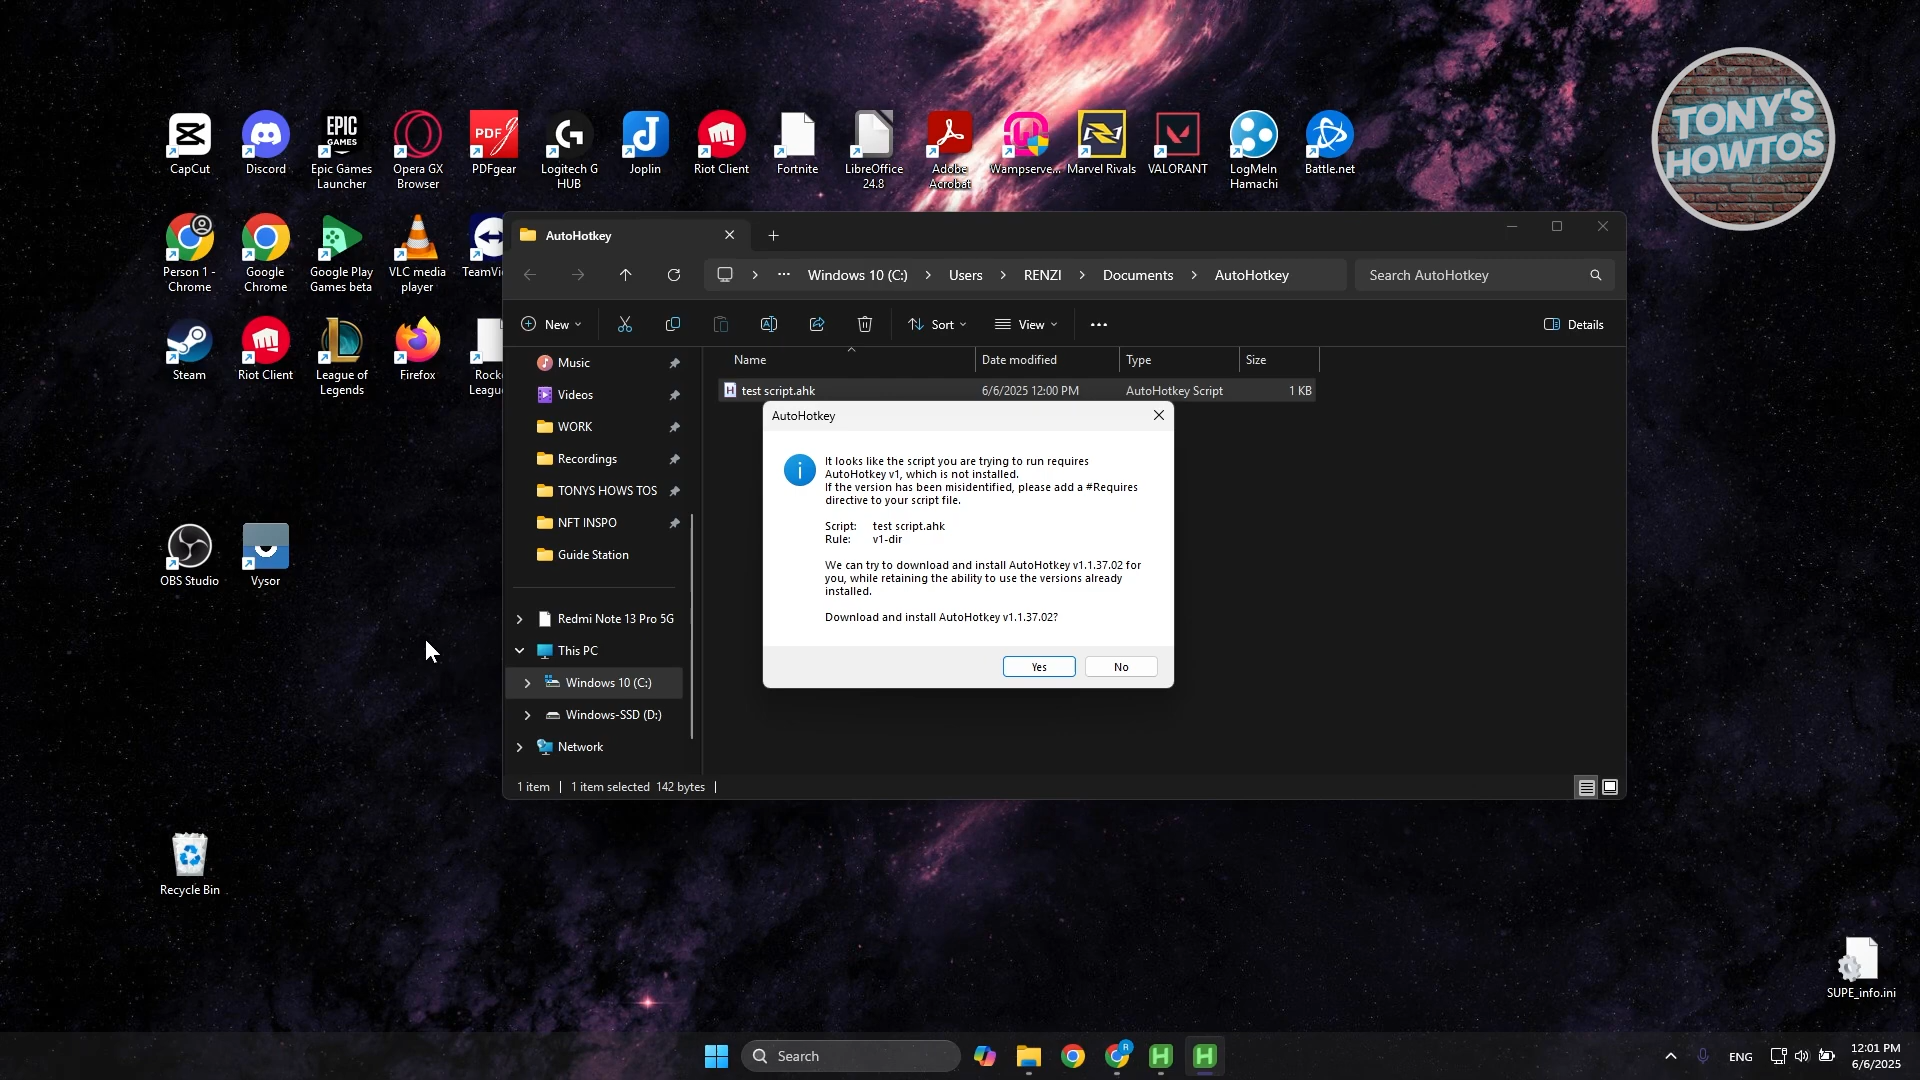 CapCut
Discord
Epic Games Launcher
Opera GX Browser
PDFgear
Logitech G HUB
Joplin
Riot Client
Fortnite
LibreOffice 24.8
Adobe Acrobat
Wampserve...
Marvel Rivals
VALORANT
LogMeIn Hamachi
Battle.net
TONY'S
HOWTOS
Person 1 - Chrome
Google Chrome
Google Play Games beta
VLC media player
TeamVi
Steam
Riot Client
League of Legends
Firefox
Rocke
Leagu
OBS Studio
Vysor
Recycle Bin
SUPE_info.ini
AutoHotkey
Windows 10 (C:) Users RENZI Documents AutoHotkey
Search AutoHotkey
New
Sort
View
Details
Music
Videos
WORK
Recordings
TONYS HOWS TOS
NFT INSPO
Guide Station
Redmi Note 13 Pro 5G
This PC
Windows 10 (C:)
Windows-SSD (D:)
Network
Name Date modified Type Size
test script.ahk 6/6/2025 12:00 PM AutoHotkey Script 1 KB
AutoHotkey
It looks like the script you are trying to run requires
AutoHotkey v1, which is not installed.
If the version has been misidentified, please add a #Requires
directive to your script file.
Script: test script.ahk
Rule: v1-dir
We can try to download and install AutoHotkey v1.1.37.02 for
you, while retaining the ability to use the versions already
installed.
Download and install AutoHotkey v1.1.37.02?
Yes
No
1 item 1 item selected 142 bytes
Search
ENG
12:01 PM
6/6/2025